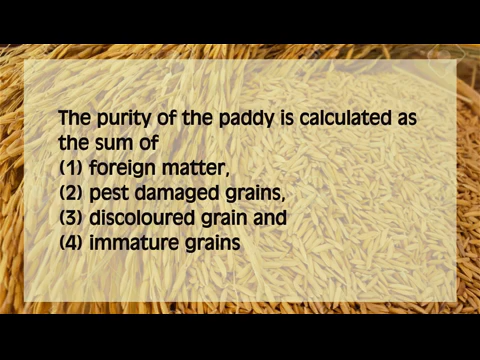 The purity of the paddy is calculated as
the sum of
(1) foreign matter,
(2) pest damaged grains,
(3) discoloured grain and
(4) immature grains